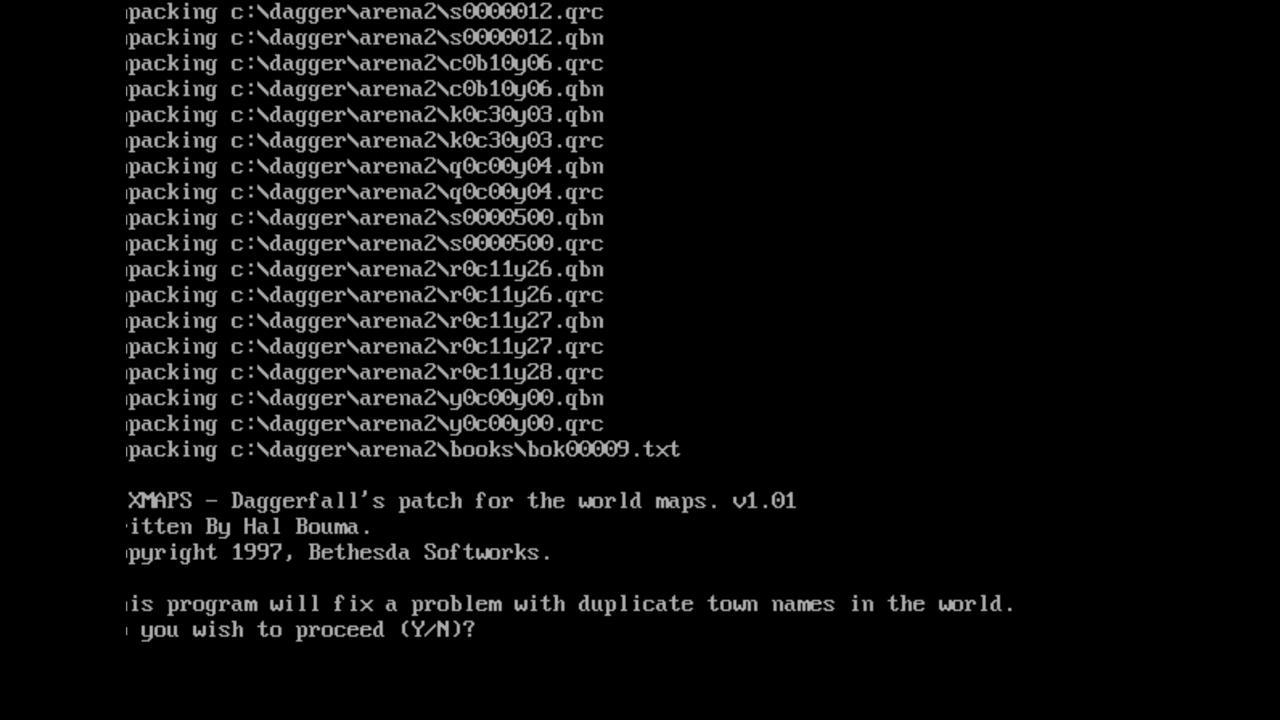 packing c:\dagger\arena2\s0000012.qrc
packing c:\dagger\arena2\s0000012.qbn
packing c:\dagger\arena2\c0b10y06.qrc
packing c:\dagger\arena2\c0b10y06.qbn
packing c:\dagger\arena2\k0c30y03.qbn
packing c:\dagger\arena2\k0c30y03.qrc
packing c:\dagger\arena2\q0c00y04.qbn
packing c:\dagger\arena2\q0c00y04.qrc
packing c:\dagger\arena2\s0000500.qbn
packing c:\dagger\arena2\s0000500.qrc
packing c:\dagger\arena2\r0c11y26.qbn
packing c:\dagger\arena2\r0c11y26.qrc
packing c:\dagger\arena2\r0c11y27.qbn
packing c:\dagger\arena2\r0c11y27.qrc
packing c:\dagger\arena2\r0c11y28.qrc
packing c:\dagger\arena2\y0c00y00.qbn
packing c:\dagger\arena2\y0c00y00.qrc
packing c:\dagger\arena2\books\bok00009.txt
XMAPS - Daggerfall's patch for the world maps. v1.01
ritten By Hal Bouma.
opyright 1997, Bethesda Softworks.
his program will fix a problem with duplicate town names in the world.
you wish to proceed (Y/N)?